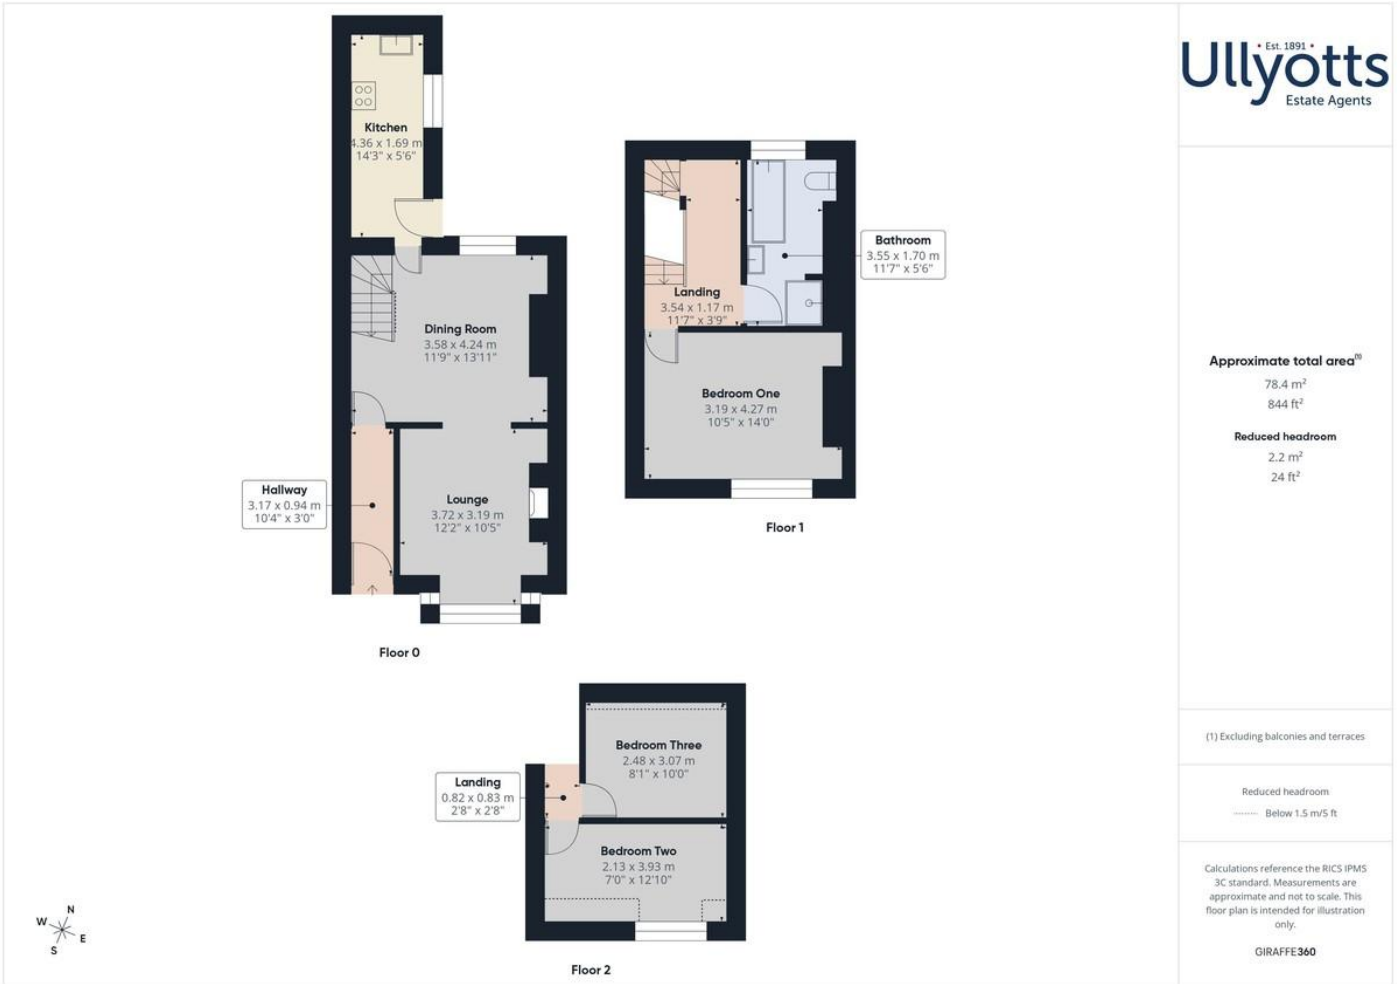 Kitchen
4.36 x 1.69 m
14'3" x 5'6"
Dining Room
3.58 x 4.24 m
11'9" x 13'11"
Hallway
3.17 x 0.94 m
10'4" x 3'0"
Lounge
3.72 x 3.19 m
12'2" x 10'5"
Floor 0
Landing
3.54 x 1.17 m
11'7" x 3'9"
Bathroom
3.55 x 1.70 m
11'7" x 5'6"
Bedroom One
3.19 x 4.27 m
10'5" x 14'0"
Floor 1
Bedroom Three
2.48 x 3.07 m
8'1" x 10'0"
Landing
0.82 x 0.83 m
2'8" x 2'8"
Bedroom Two
2.13 x 3.93 m
7'0" x 12'10"
Floor 2
N
W
E
S
• Est. 1891 •
Ullyotts
Estate Agents
Approximate total area⁽¹⁾
78.4 m²
844 ft²
Reduced headroom
2.2 m²
24 ft²
(1) Excluding balconies and terraces
Reduced headroom
Below 1.5 m/5 ft
Calculations reference the RICS IPMS
3C standard. Measurements are
approximate and not to scale. This
floor plan is intended for illustration
only.
GIRAFFE360